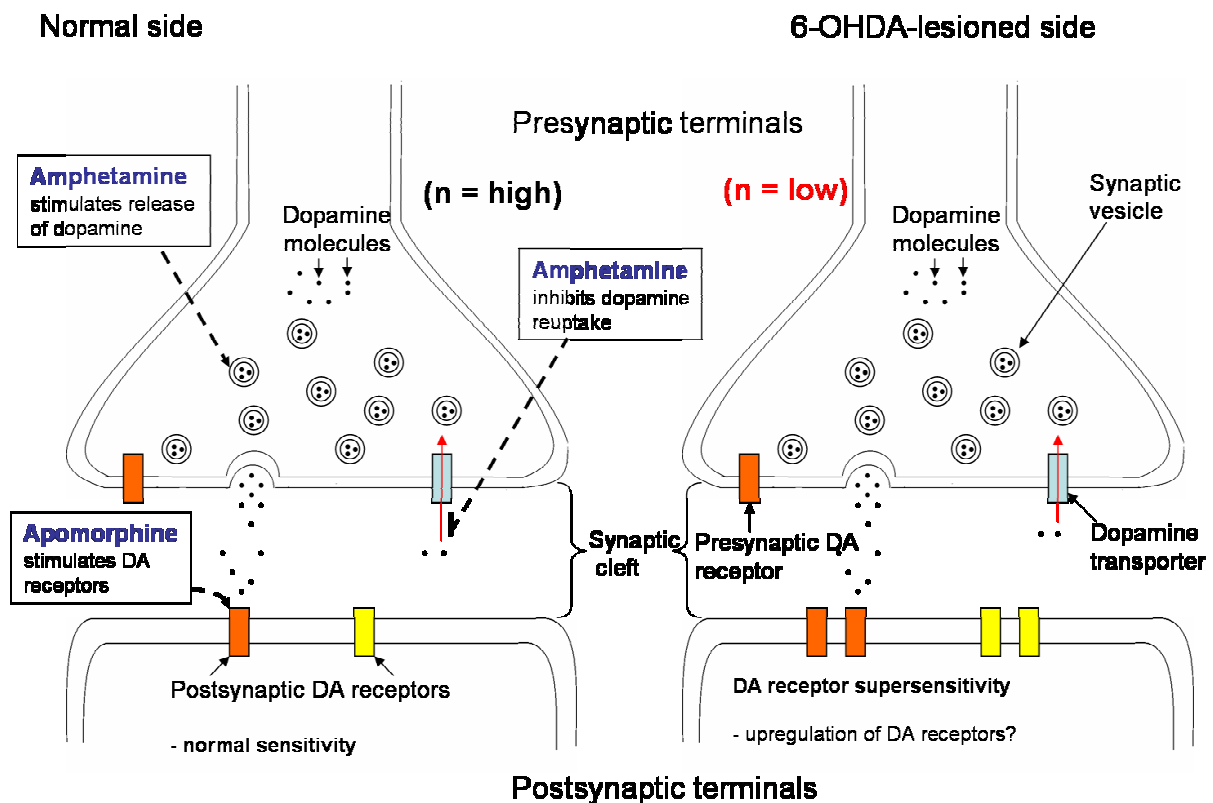 Normal side
6-OHDA-lesioned side
Presynaptic terminals
Amphetamine
stimulates release
of dopamine
(n = high)
(n = low)
Dopamine
molecules
Dopamine
molecules
Synaptic
vesicle
Amphetamine
inhibits dopamine
reuptake
Apomorphine
stimulates DA
receptors
Synaptic
cleft
Presynaptic DA
receptor
Dopamine
transporter
Postsynaptic DA receptors
- normal sensitivity
DA receptor supersensitivity
- upregulation of DA receptors?
Postsynaptic terminals